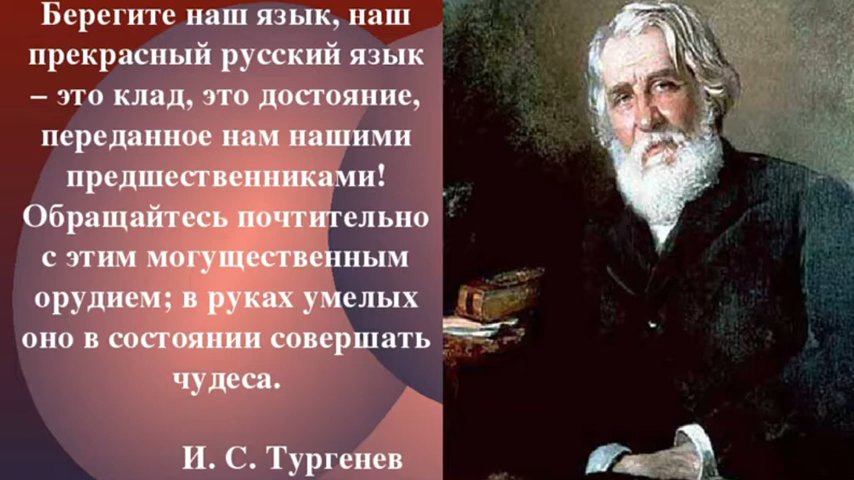 Берегите наш язык, наш
прекрасный русский язык
– это клад, это достояние,
переданное нам нашими
предшественниками!
Обращайтесь почтительно
с этим могущественным
орудием; в руках умелых
оно в состоянии совершать
чудеса.
И. С. Тургенев